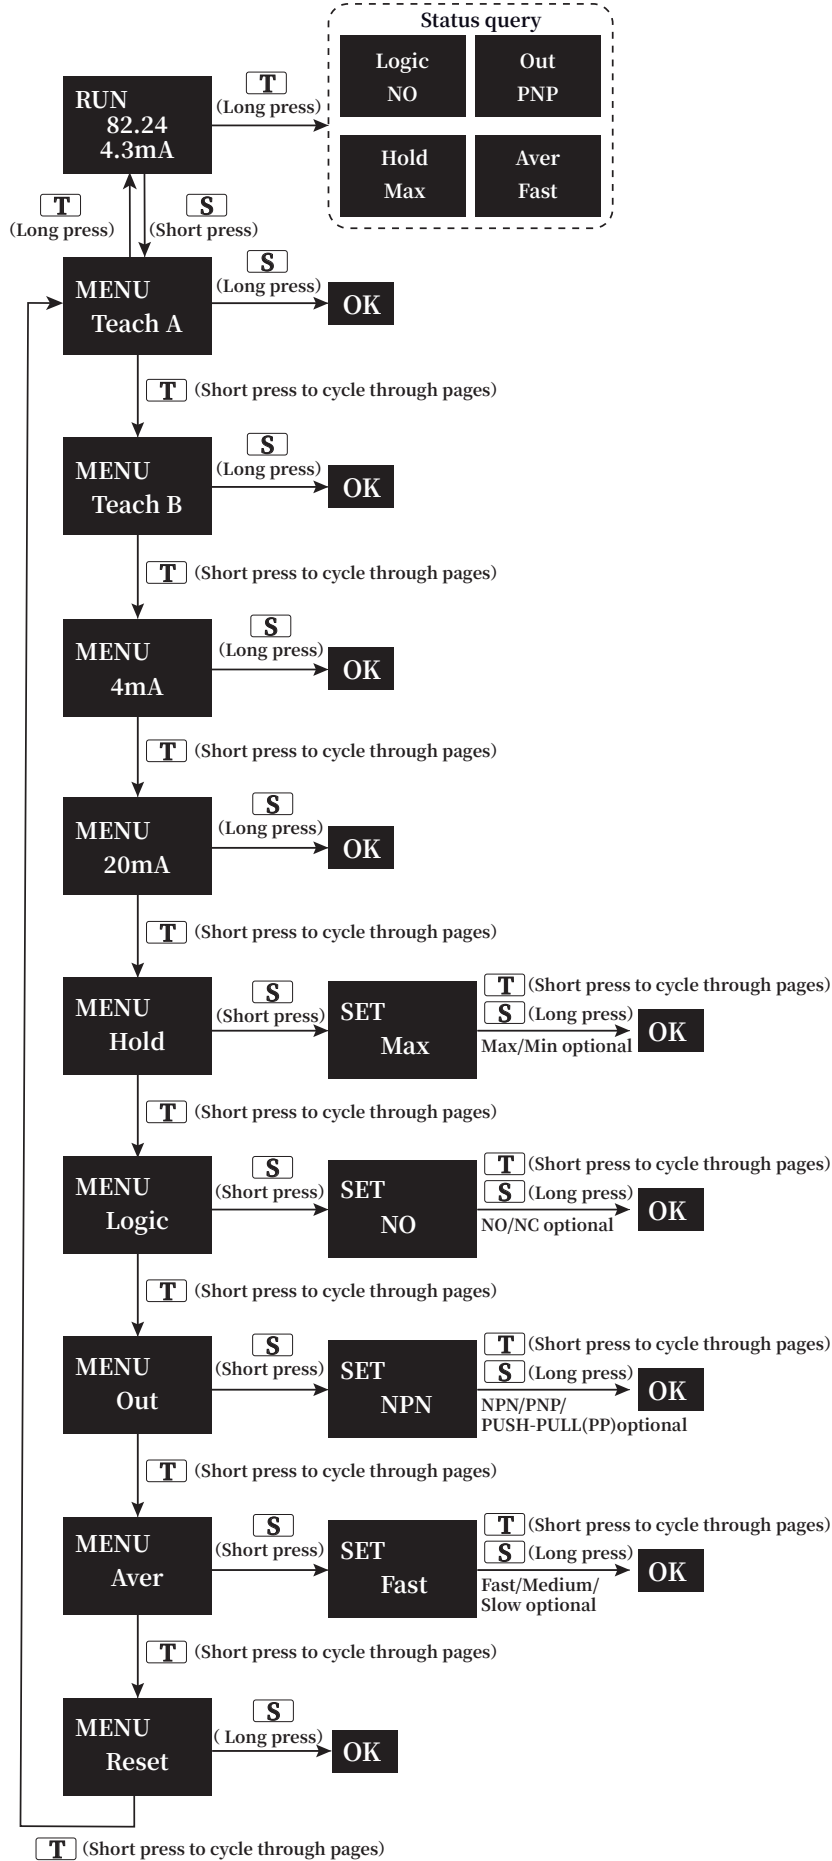 Status query
Logic
NO
Out
PNP
Hold
Max
Aver
Fast
RUN
82.24
4.3mA
T
(Long press)
T
(Long press)
S
(Short press)
MENU
Teach A
S
(Long press)
OK
T (Short press to cycle through pages)
MENU
Teach B
S
(Long press)
OK
T (Short press to cycle through pages)
MENU
4mA
S
(Long press)
OK
T (Short press to cycle through pages)
MENU
20mA
S
(Long press)
OK
T (Short press to cycle through pages)
MENU
Hold
S
(Short press)
SET
Max
T (Short press to cycle through pages)
S (Long press)
Max/Min optional
OK
T (Short press to cycle through pages)
MENU
Logic
S
(Short press)
SET
NO
T (Short press to cycle through pages)
S (Long press)
NO/NC optional
OK
T (Short press to cycle through pages)
MENU
Out
S
(Short press)
SET
NPN
T (Short press to cycle through pages)
S (Long press)
NPN/PNP/
PUSH-PULL(PP)optional
OK
T (Short press to cycle through pages)
MENU
Aver
S
(Short press)
SET
Fast
T (Short press to cycle through pages)
S (Long press)
Fast/Medium/
Slow optional
OK
T (Short press to cycle through pages)
MENU
Reset
S
( Long press)
OK
T (Short press to cycle through pages)